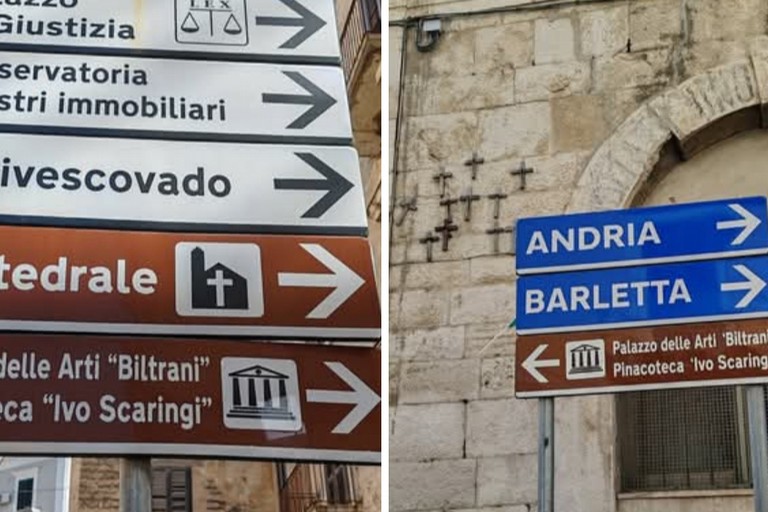 Giustizia
LEX
servatoria
stri immobiliari
ivescovado
tedrale
delle Arti "Biltrani"
eca "Ivo Scaringi"
ANDRIA
BARLETTA
Palazzo delle Arti 'Biltrani
Pinacoteca 'Ivo Scaring